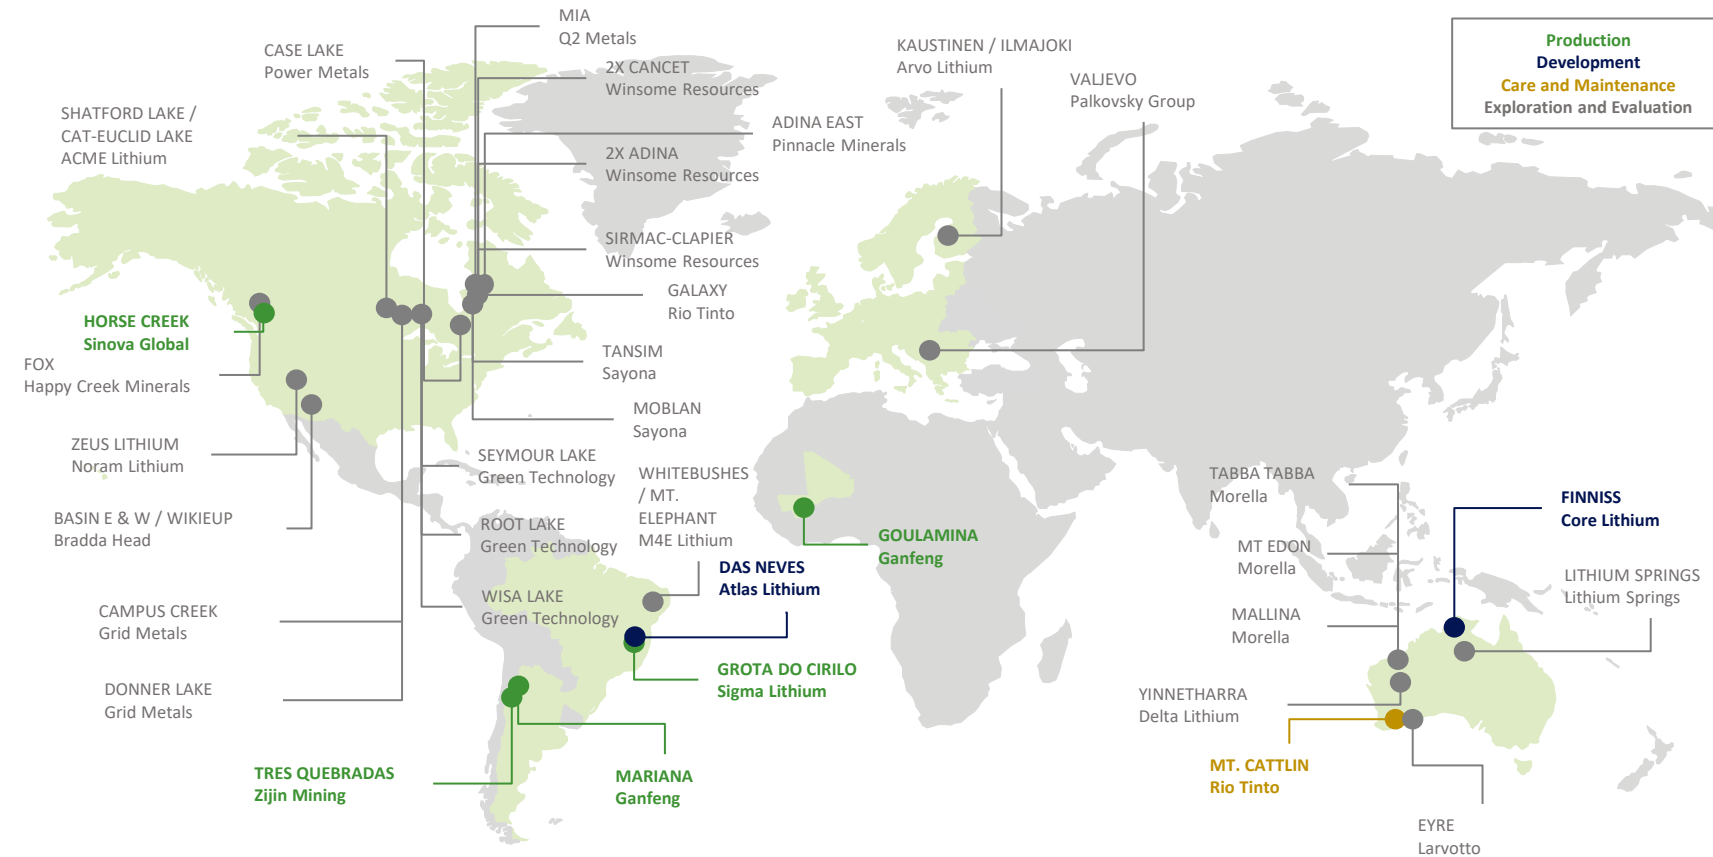 MIA
Q2 Metals
CASE LAKE
Power Metals
2X CANCET
Winsome Resources
KAUSTINEN / ILMAJOKI
Arvo Lithium
VALJEVO
Palkovsky Group
Production
Development
Care and Maintenance
Exploration and Evaluation
SHATFORD LAKE /
CAT-EUCLID LAKE
ACME Lithium
ADINA EAST
Pinnacle Minerals
2X ADINA
Winsome Resources
SIRMAC-CLAPIER
Winsome Resources
GALAXY
Rio Tinto
HORSE CREEK
Sinova Global
FOX
Happy Creek Minerals
TANSIM
Sayona
MOBLAN
Sayona
ZEUS LITHIUM
Noram Lithium
SEYMOUR LAKE
Green Technology
WHITEBUSHES
/ MT.
ELEPHANT
M4E Lithium
TABBA TABBA
Morella
FINNISS
Core Lithium
BASIN E & W / WIKIEUP
Bradda Head
ROOT LAKE
Green Technology
GOULAMINA
Ganfeng
MT EDON
Morella
DAS NEVES
Atlas Lithium
LITHIUM SPRINGS
Lithium Springs
WISA LAKE
Green Technology
CAMPUS CREEK
Grid Metals
MALLINA
Morella
GROTA DO CIRILO
Sigma Lithium
DONNER LAKE
Grid Metals
YINNETHARRA
Delta Lithium
TRES QUEBRADAS
Zijin Mining
MARIANA
Ganfeng
MT. CATTLIN
Rio Tinto
EYRE
Larvotto